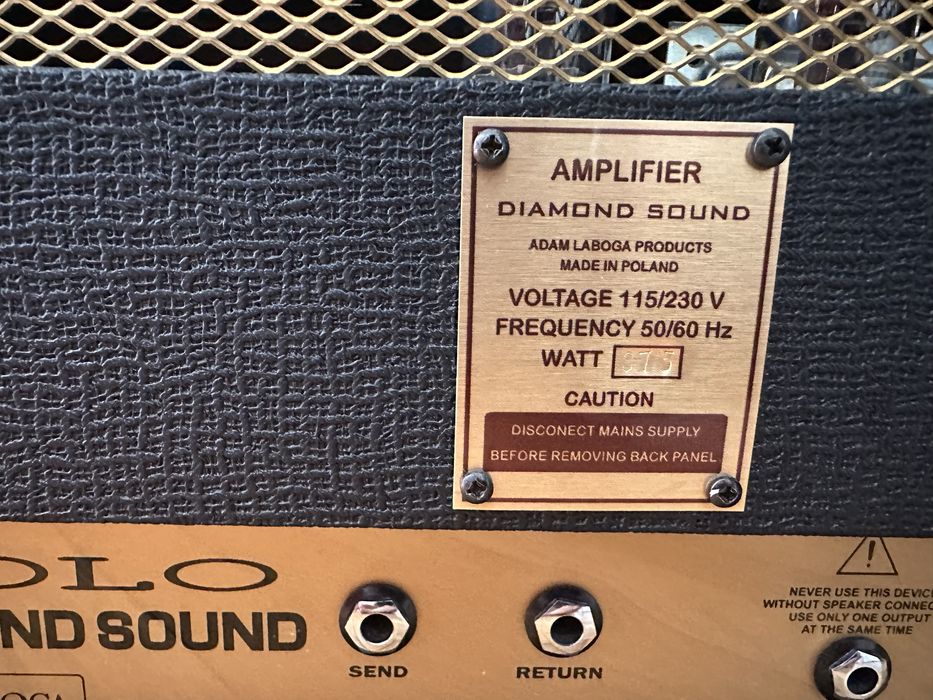 AMPLIFIER
DIAMOND SOUND
ADAM LABOGA PRODUCTS
MADE IN POLAND
VOLTAGE 115/230 V
FREQUENCY 50/60 Hz
WATT
CAUTION
DISCONECT MAINS SUPPLY
BEFORE REMOVING BACK PANEL
OLO
ND SOUND
SEND
RETURN
NEVER USE THIS DEVIC
WITHOUT SPEAKER CONNEC
USE ONLY ONE OUTPUT
AT THE SAME TIME